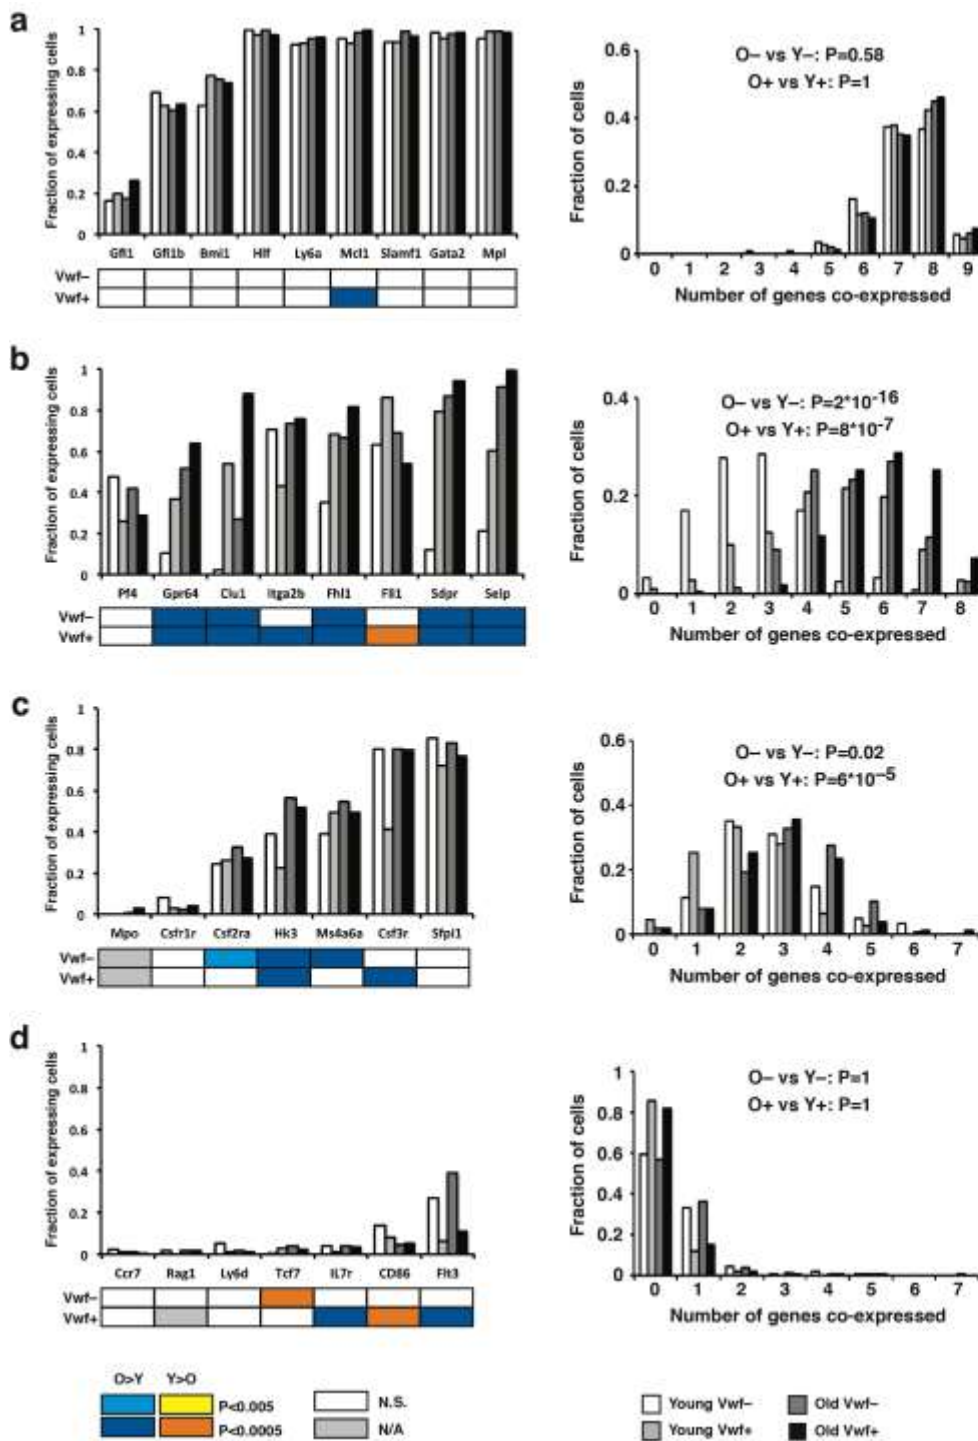 a
Fraction of expressing cells
1
0.8
0.6
0.4
0.2
0
Gfi1 Gfi1b Bmi1 Hlf Ly6a Mcl1 Slamf1 Gata2 Mpl
Vwf–
Vwf+
O– vs Y–: P=0.58
O+ vs Y+: P=1
Fraction of cells
0.6
0.4
0.2
0
0 1 2 3 4 5 6 7 8 9
Number of genes co-expressed
b
Fraction of expressing cells
1
0.8
0.6
0.4
0.2
0
Pf4 Gpr64 Clu1 Itga2b Fhl1 Fli1 Sdpr Selp
Vwf–
Vwf+
O– vs Y–: P=2*10-16
O+ vs Y+: P=8*10-7
Fraction of cells
0.4
0.2
0
0 1 2 3 4 5 6 7 8
Number of genes co-expressed
c
Fraction of expressing cells
1
0.8
0.6
0.4
0.2
0
Mpo Csfr1r Csf2ra Hk3 Ms4a6a Csf3r Sfpi1
Vwf–
Vwf+
O– vs Y–: P=0.02
O+ vs Y+: P=6*10–5
Fraction of cells
0.6
0.4
0.2
0
0 1 2 3 4 5 6 7
Number of genes co-expressed
d
Fraction of expressing cells
1
0.8
0.6
0.4
0.2
0
Ccr7 Rag1 Ly6d Tcf7 IL7r CD86 Flt3
Vwf–
Vwf+
O– vs Y–: P=1
O+ vs Y+: P=1
Fraction of cells
1
0.8
0.6
0.4
0.2
0
0 1 2 3 4 5 6 7
Number of genes co-expressed
O>Y Y>O
P<0.005
P<0.0005
N.S.
N/A
Young Vwf–
Young Vwf+
Old Vwf–
Old Vwf+